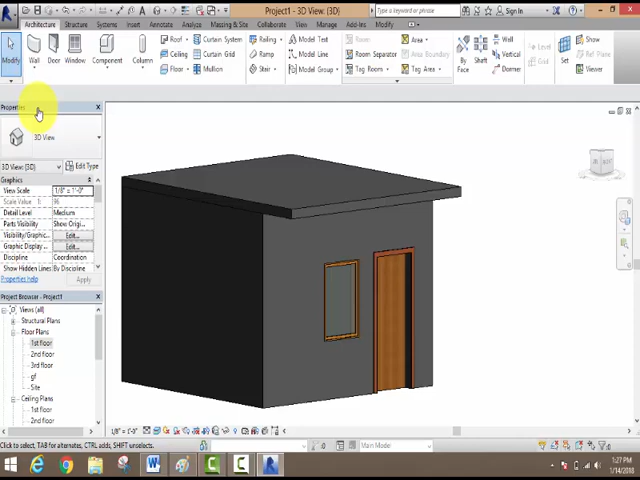 Project1 - 3D View: {3D}
Type a keyword or phrase
Sign In
Architecture Structure Systems Insert Annotate Analyze Massing & Site Collaborate View Manage Add-Ins Modify
Modify Wall Door Window Component Column
Roof Curtain System Railing Model Text Room Wall Show
Ceiling Curtain Grid Ramp Model Line Room Separator Area Boundary By Face Shaft Vertical Level Grid Set Ref Plane
Floor Mullion Stair Model Group Tag Room Tag Area Dormer Viewer
Properties
3D View
3D View: {3D} Edit Type
Graphics
View Scale 1/8" = 1'-0"
Scale Value 1: 96
Detail Level Medium
Parts Visibility Show Origi...
Visibility/Graphic... Edit...
Graphic Display ... Edit...
Discipline Coordination
Show Hidden Lines By Discipline
Properties help Apply
Project Browser - Project1
Views (all)
Structural Plans
Floor Plans
1st floor
2nd floor
3rd floor
gf
Site
Ceiling Plans
1st floor
2nd floor
1/8" = 1'-0"
Click to select, TAB for alternates, CTRL adds, SHIFT unselects.
:0 Main Model :0
1:27 PM
1/14/2018